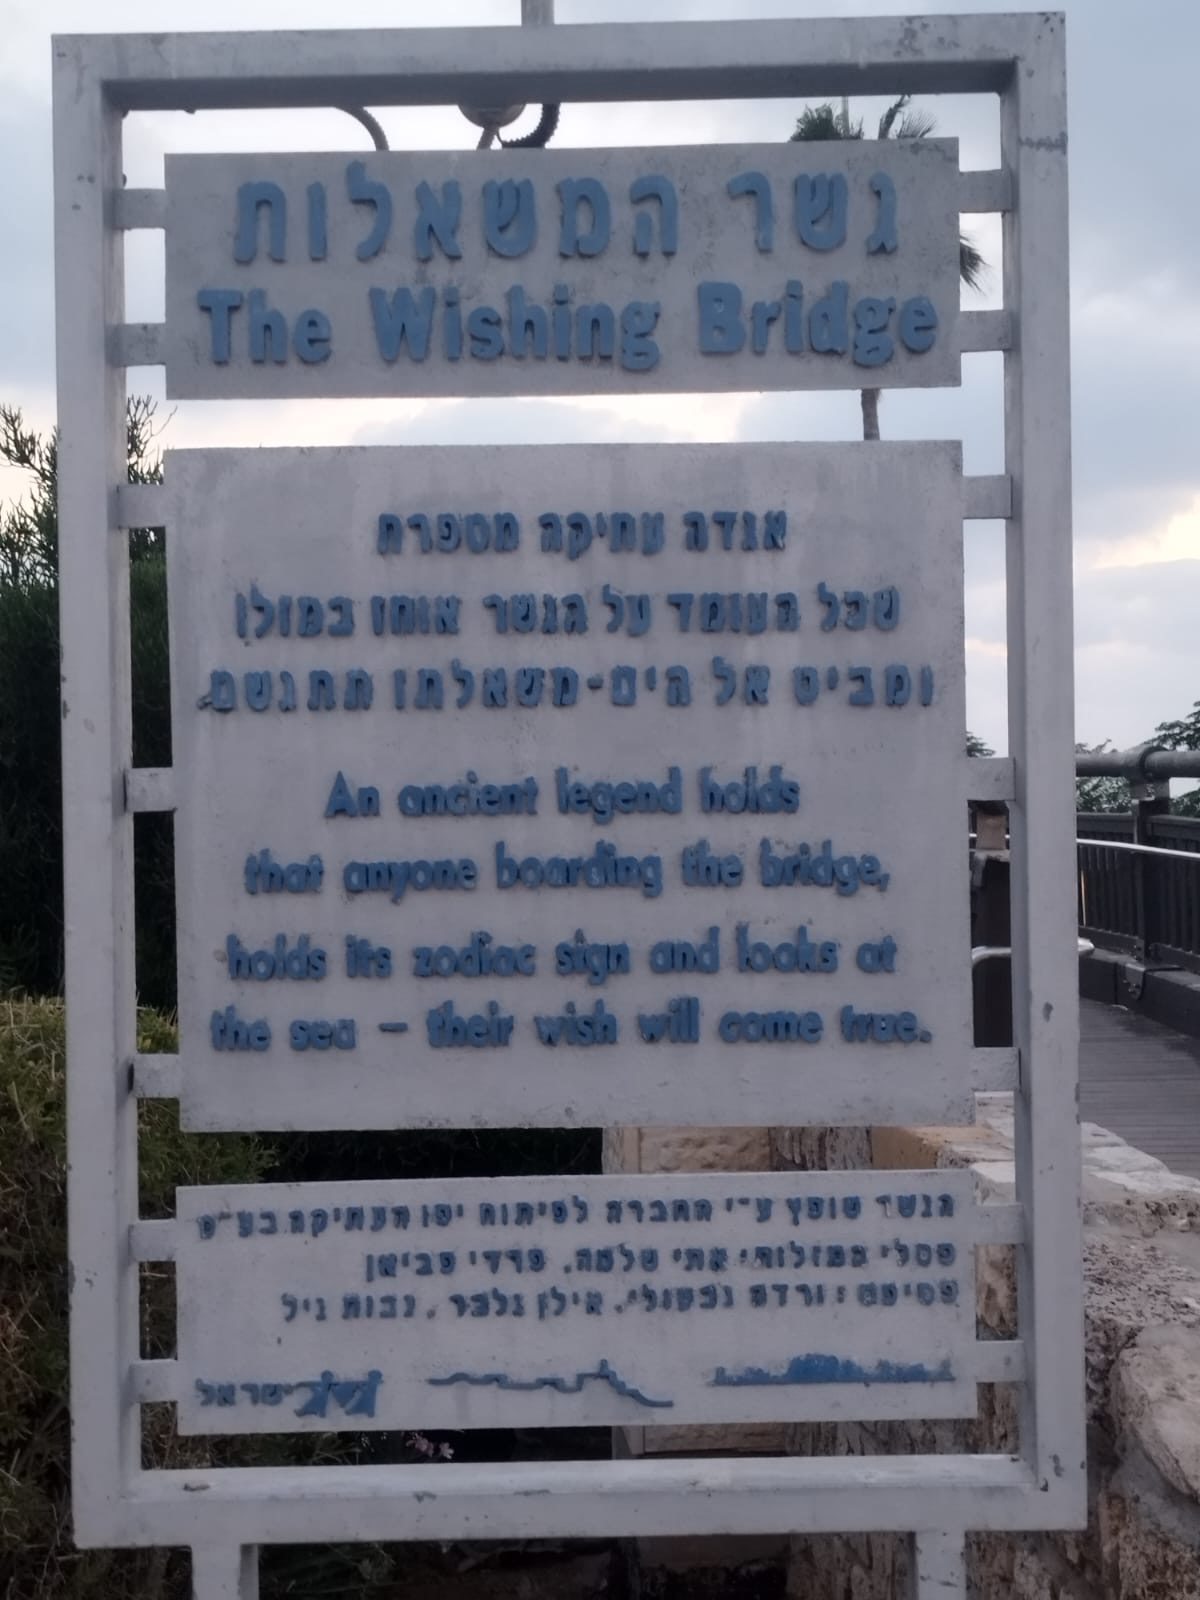 גשר המשאלות
The Wishing Bridge
אגדה עתיקה מספרת
שכל העומד על הגשר אוחז במזלו
ומביט אל הים-משאלתו תתגשם.
An ancient legend holds
that anyone boarding the bridge,
holds its zodiac sign and looks at
the sea – their wish will come true.
הגשר שופץ ע״י החברה לפיתוח יפו העתיקה בע״מ
פסלי המזלות: אתי שלמה, פרדי פביאן
פסיפס: ורדה גבעולי, אילן גלבר, נבות גיל
ישראל